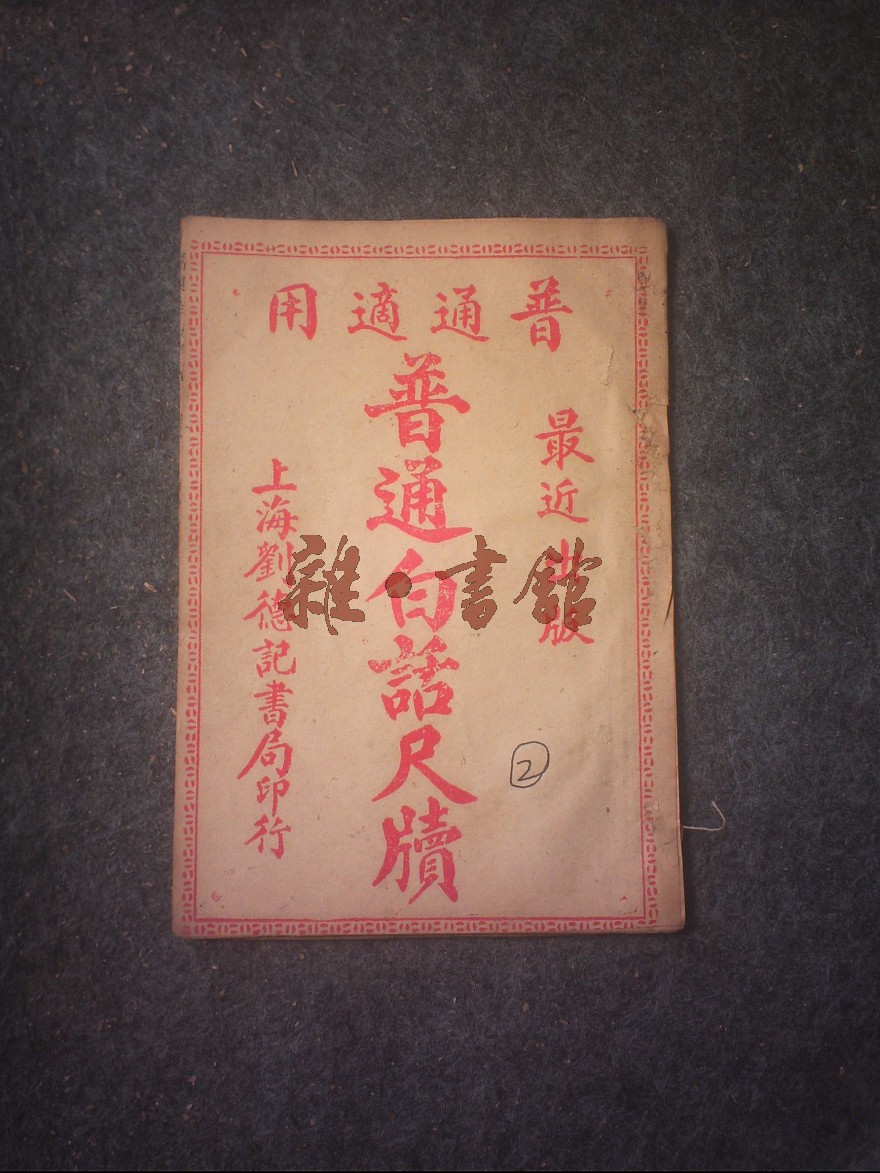 普通適用
最近出版
普通白話尺牘
上海劉德記書局印行
雜·書館
2